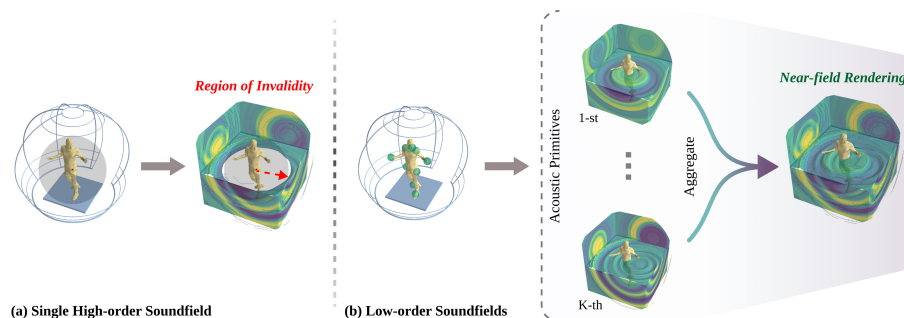 Region of Invalidity
(a) Single High-order Soundfield
(b) Low-order Soundfields
Acoustic Primitives
1-st
K-th
Aggregate
Near-field Rendering